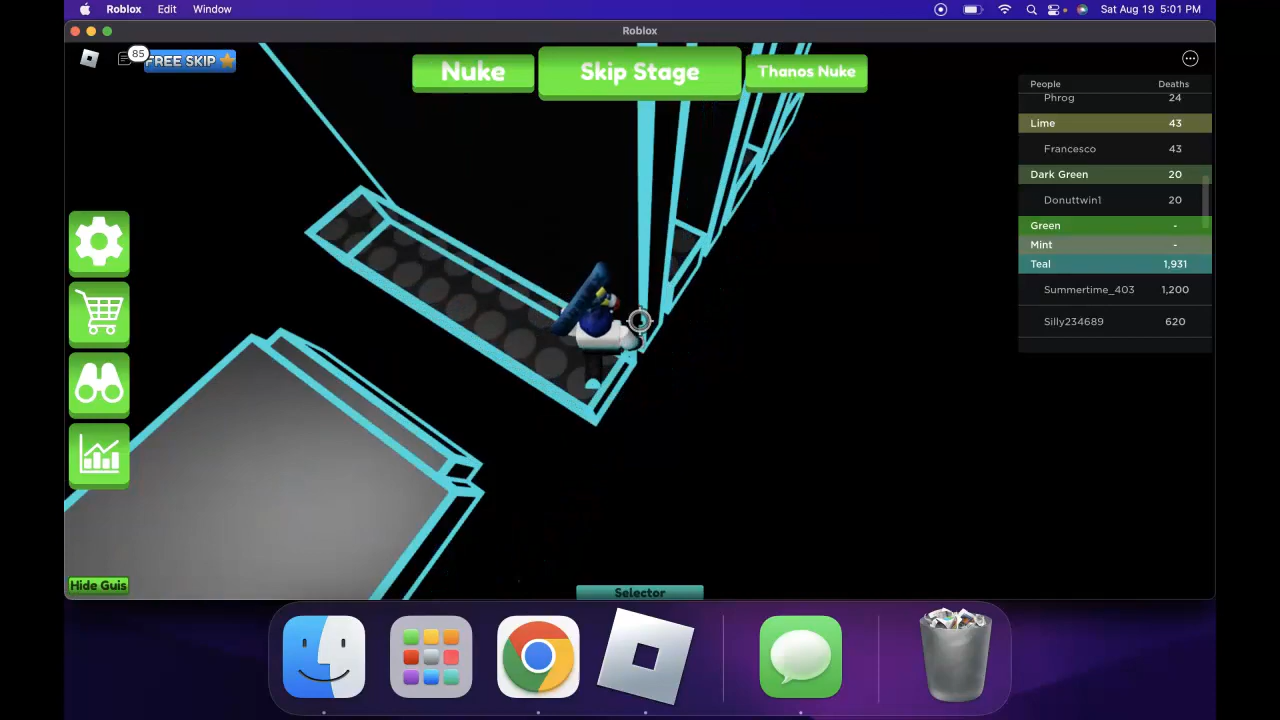 Roblox Edit Window
Sat Aug 19 5:01 PM
Roblox
85
FREE SKIP
Nuke
Skip Stage
Thanos Nuke
People Deaths
Phrog 24
Lime 43
Francesco 43
Dark Green 20
Donuttwin1 20
Green -
Mint -
Teal 1,931
Summertime_403 1,200
Silly234689 620
Hide Guis
Selector